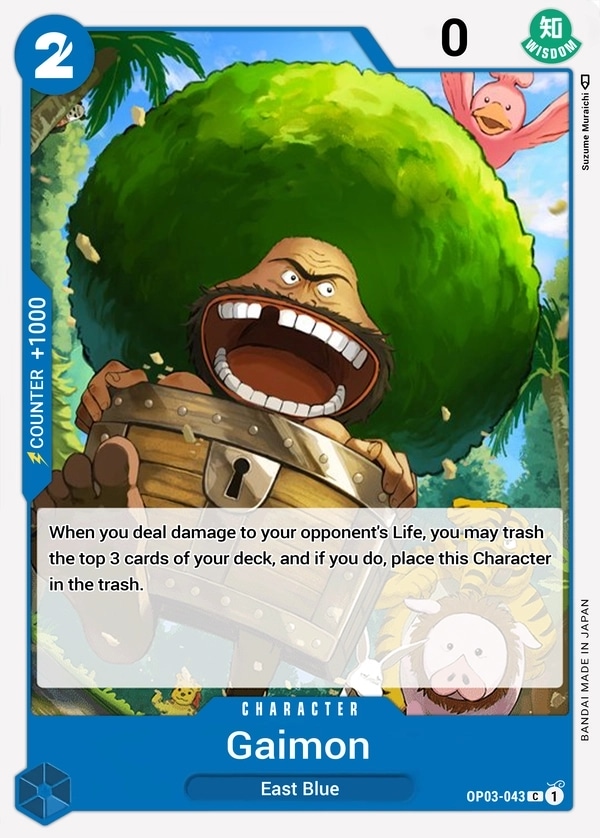 2
0
知
WISDOM
Suzume Muraichi
COUNTER +1000
When you deal damage to your opponent's Life, you may trash
the top 3 cards of your deck, and if you do, place this Character
in the trash.
BANDAI MADE IN JAPAN
CHARACTER
Gaimon
East Blue
OP03-043 C 1